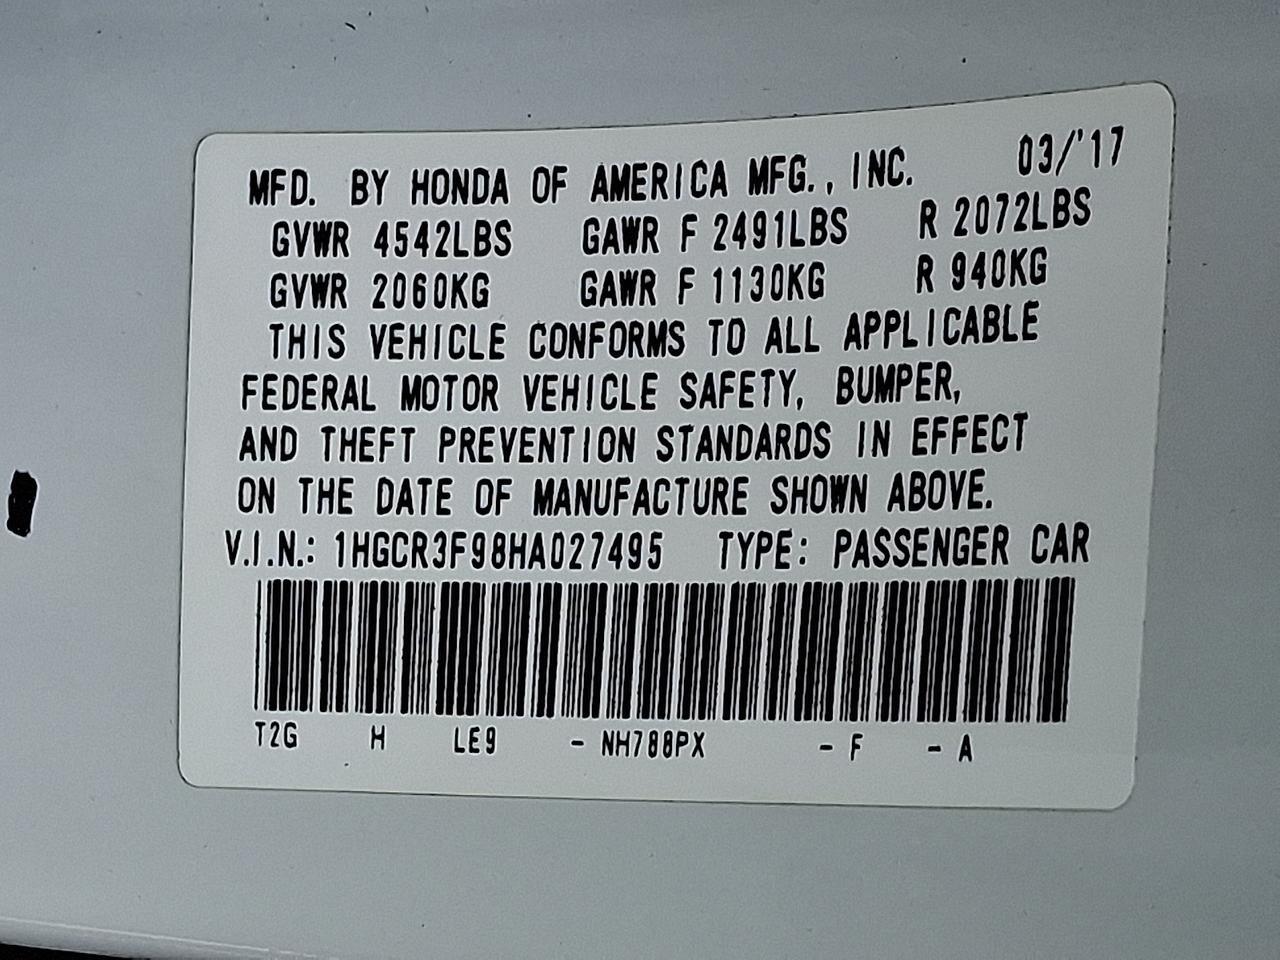 MFD. BY HONDA OF AMERICA MFG., INC. 03/'17
GVWR 4542LBS GAWR F 2491LBS R 2072LBS
GVWR 2060KG GAWR F 1130KG R 940KG
THIS VEHICLE CONFORMS TO ALL APPLICABLE
FEDERAL MOTOR VEHICLE SAFETY, BUMPER,
AND THEFT PREVENTION STANDARDS IN EFFECT
ON THE DATE OF MANUFACTURE SHOWN ABOVE.
V.I.N.: 1HGCR3F98HA027495 TYPE: PASSENGER CAR
T2G H LE9 - NH788PX - F - A